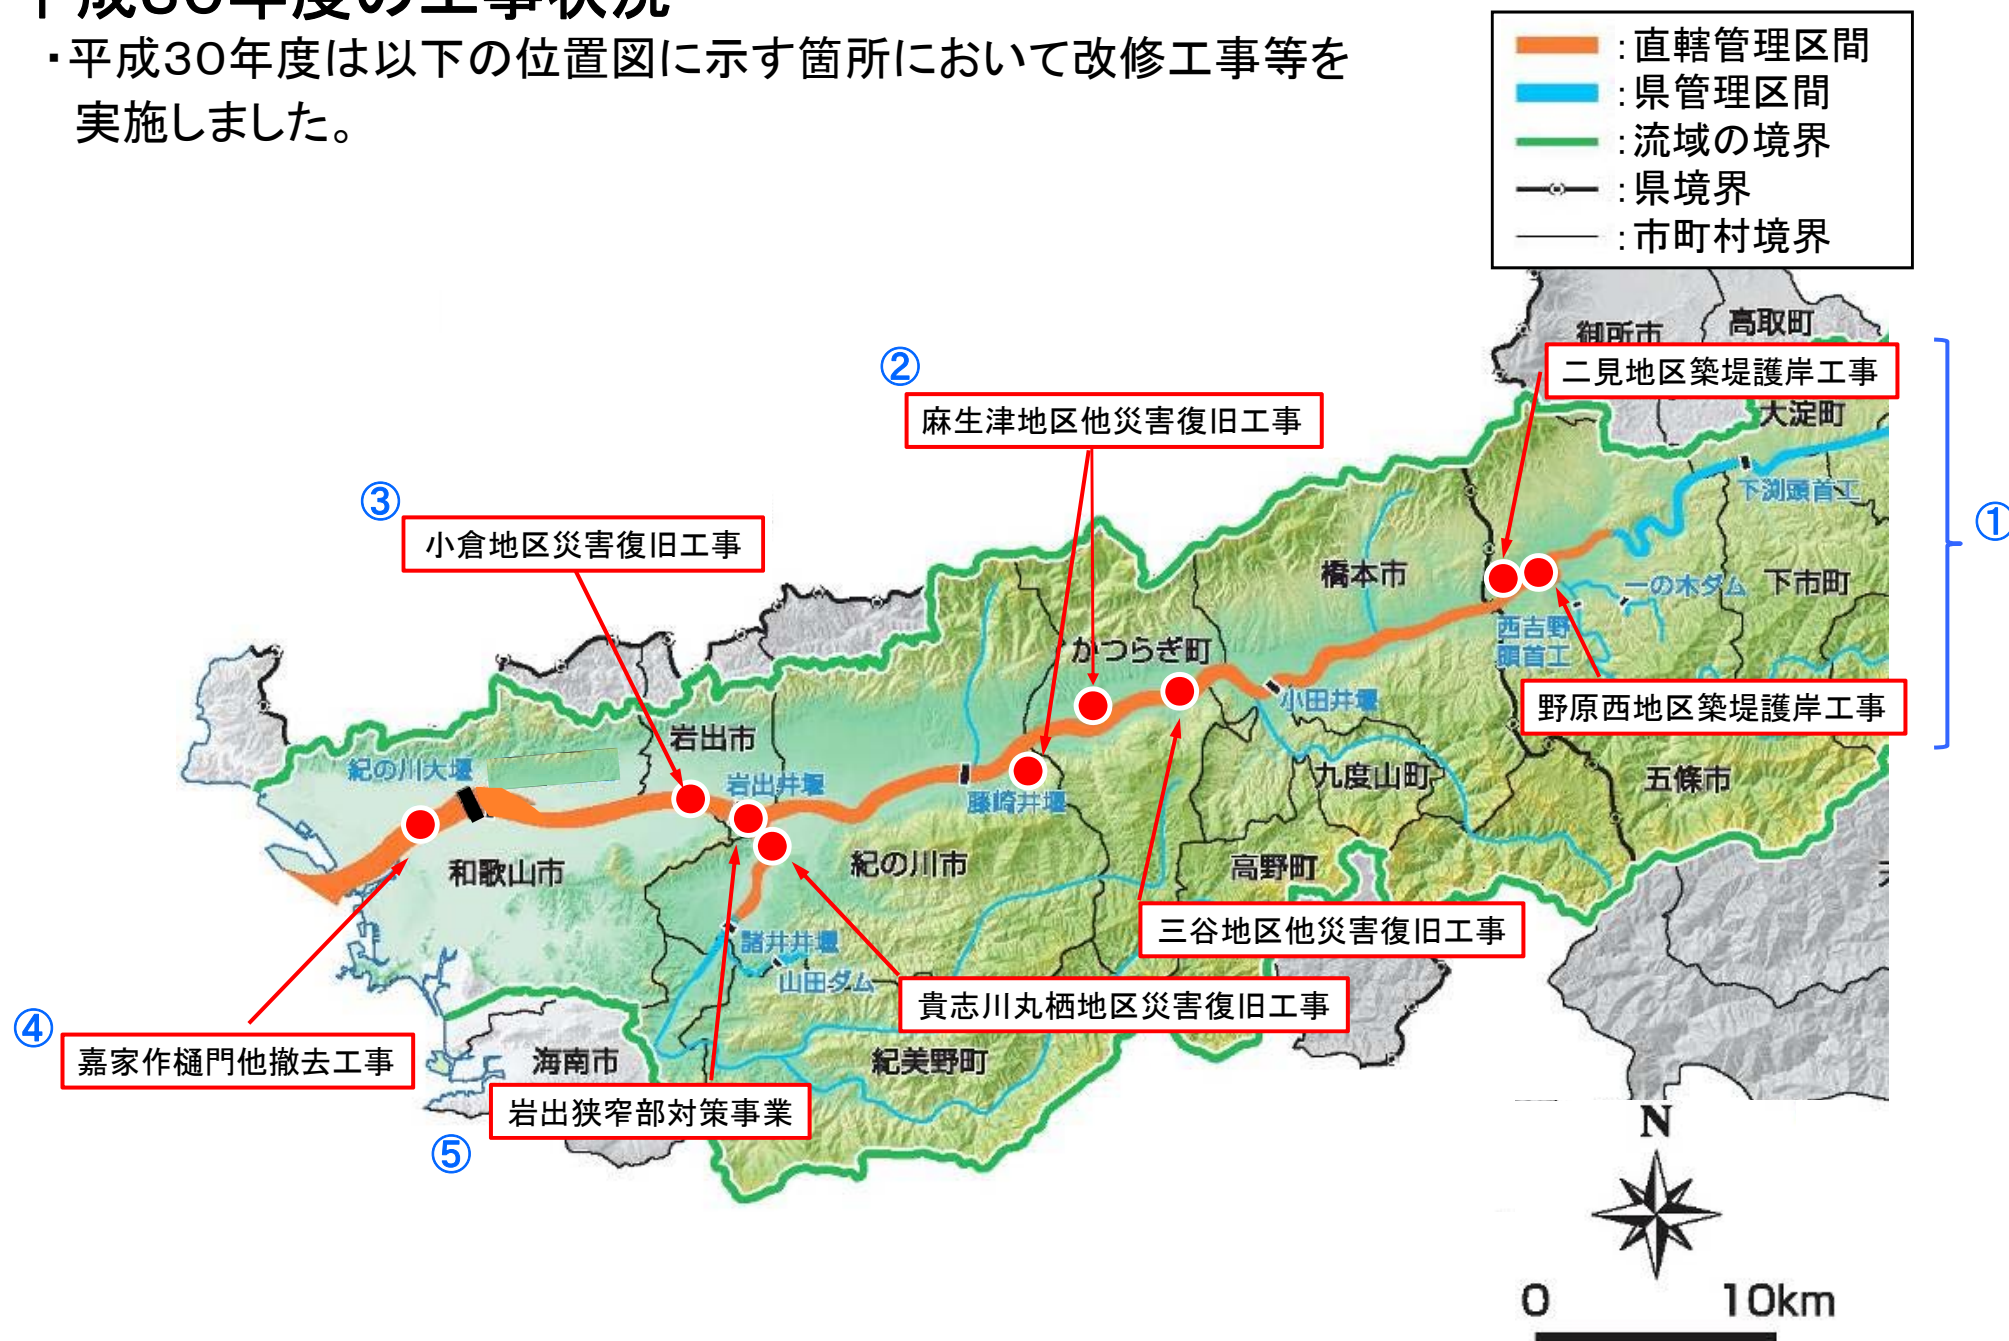 平成30年度の工事状況
・平成30年度は以下の位置図に示す箇所において改修工事等を
実施しました。
:直轄管理区間
:県管理区間
:流域の境界
:県境界
:市町村境界
御所市
高取町
二見地区築堤護岸工事
②
麻生津地区他災害復旧工事
大淀町
下渕頭首工
③
小倉地区災害復旧工事
①
橋本市
一の木ダム
下市町
西吉野
頭首工
かつらぎ町
小田井堰
野原西地区築堤護岸工事
岩出市
紀の川大堰
岩出井堰
藤崎井堰
九度山町
五條市
和歌山市
紀の川市
高野町
三谷地区他災害復旧工事
諸井井堰
山田ダム
貴志川丸栖地区災害復旧工事
④
嘉家作樋門他撤去工事
海南市
紀美野町
岩出狭窄部対策事業
⑤
N
0 10km